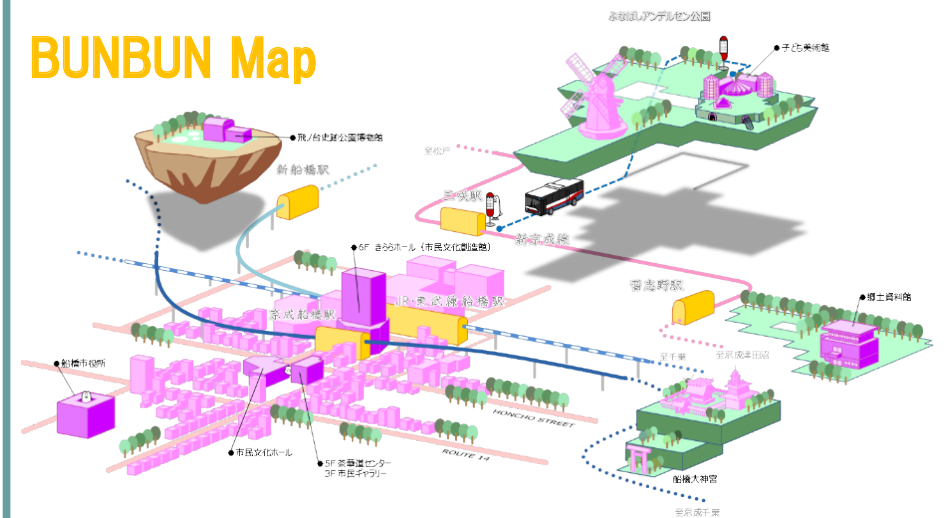 BUNBUN Map
ふなばしアンデルセン公園
●子ども美術館
●飛ノ台史跡公園博物館
至松戸
新船橋駅
三咲駅
新京成線
●6F きららホール（市民文化創造館）
習志野駅
JR・東武線船橋駅
●郷土資料館
京成船橋駅
至京成津田沼
至千葉
●船橋市役所
HONCHO STREET
●市民文化ホール
ROUTE 14
●5F 茶華道センター
3F 市民ギャラリー
船橋大神宮
至京成千葉